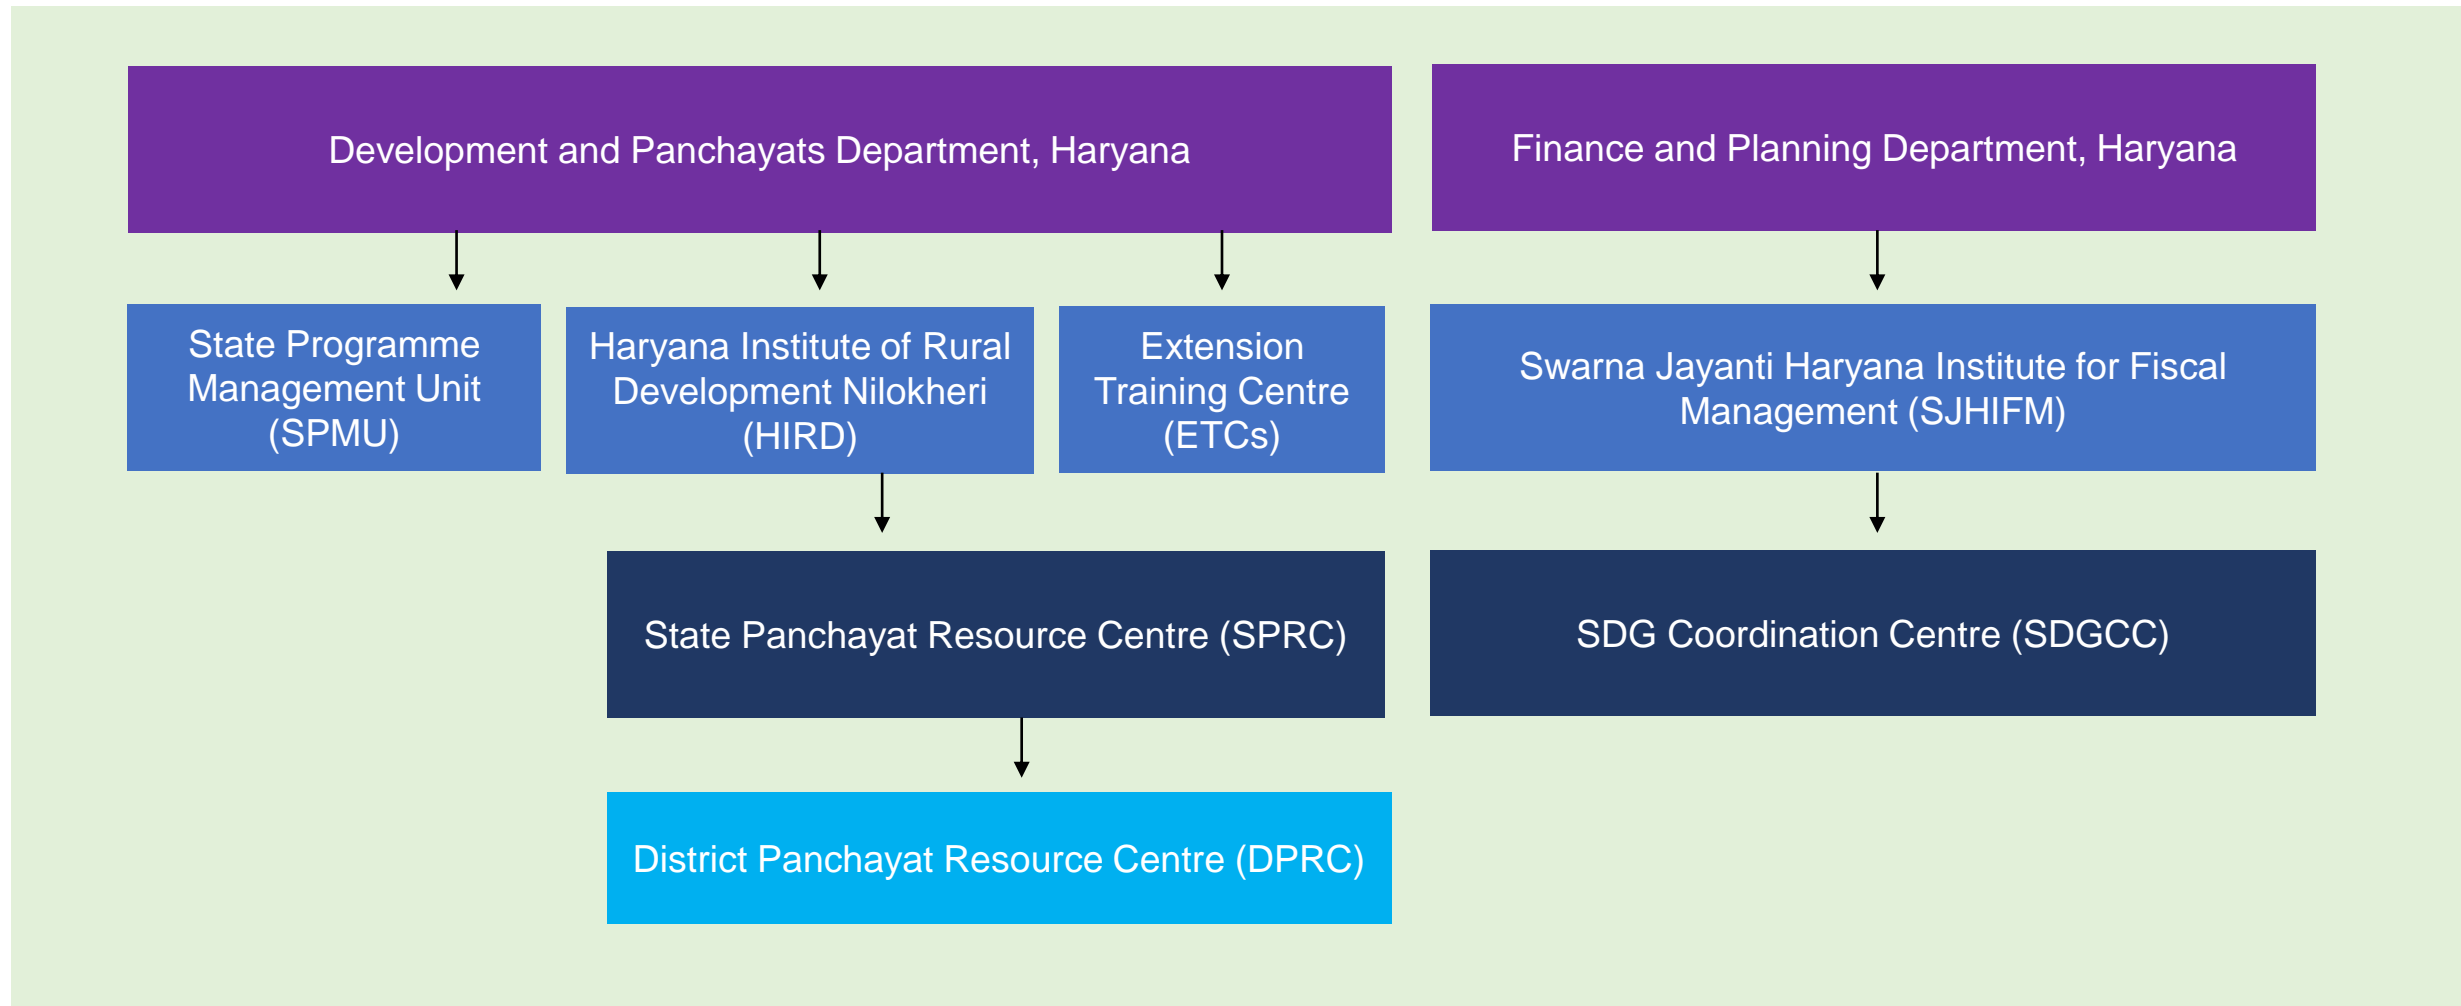 Development and Panchayats Department, Haryana
Finance and Planning Department, Haryana
State Programme
Management Unit
(SPMU)
Haryana Institute of Rural
Development Nilokheri
(HIRD)
Extension
Training Centre
(ETCs)
Swarna Jayanti Haryana Institute for Fiscal
Management (SJHIFM)
State Panchayat Resource Centre (SPRC)
SDG Coordination Centre (SDGCC)
District Panchayat Resource Centre (DPRC)